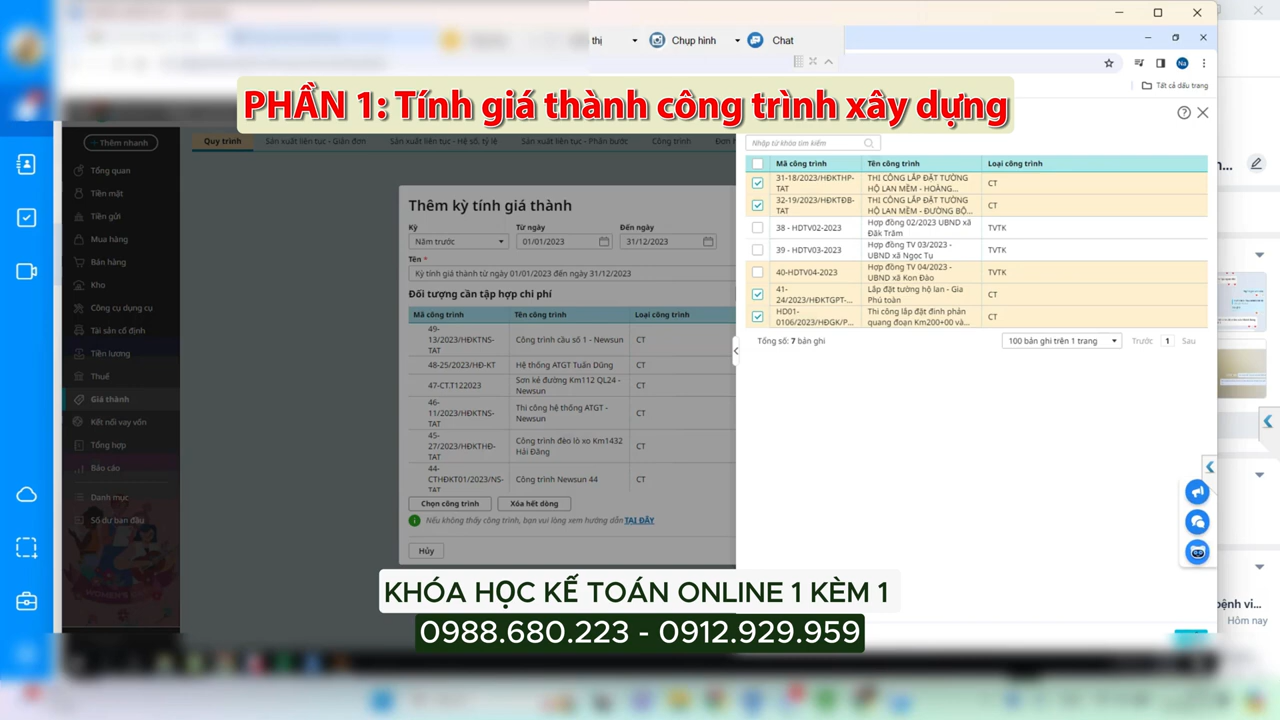 thị
Chụp hình
Chat
Tất cả dấu trang
PHẦN 1: Tính giá thành công trình xây dựng
Thêm nhanh
Tổng quan
Tiền mặt
Tiền gửi
Mua hàng
Bán hàng
Kho
Công cụ dụng cụ
Tài sản cố định
Tiền lương
Thuế
Giá thành
Kết nối vay vốn
Tổng hợp
Báo cáo
Danh mục
Số dư ban đầu
Quy trình
Sản xuất liên tục - Giản đơn
Sản xuất liên tục - Hệ số, tỷ lệ
Sản xuất liên tục - Phân bước
Công trình
Thêm kỳ tính giá thành
Kỳ
Từ ngày
Đến ngày
Năm trước
01/01/2023
31/12/2023
Tên *
Kỳ tính giá thành từ ngày 01/01/2023 đến ngày 31/12/2023
Đối tượng cần tập hợp chi phí
Mã công trình
Tên công trình
Loại công trình
49-
13/2023/HĐKTNS-
TAT
Công trình cầu số 1 - Newsun
CT
48-25/2023/HĐ-KT
Hệ thống ATGT Tuấn Dũng
CT
47-CT.T122023
Sơn kẻ đường Km112 QL24 -
Newsun
CT
46-
11/2023/HĐKTNS-
TAT
Thi công hệ thống ATGT -
Newsun
CT
45-
27/2023/HĐKTHĐ-
TAT
Công trình đèo lò xo Km1432
Hải Đăng
CT
44-
CTHĐKT01/2023/NS-
TAT
Công trình Newsun 44
CT
Chọn công trình
Xóa hết dòng
Nếu không thấy công trình, bạn vui lòng xem hướng dẫn TẠI ĐÂY
Hủy
Nhập từ khóa tìm kiếm
Mã công trình
Tên công trình
Loại công trình
31-18/2023/HĐKTHP-
TAT
THI CÔNG LẮP ĐẶT TƯỜNG
HỘ LAN MỀM - HOÀNG...
CT
32-19/2023/HĐKTĐB-
TAT
THI CÔNG LẮP ĐẶT TƯỜNG
HỘ LAN MỀM - ĐƯỜNG BỘ...
CT
38 - HDTV02-2023
Hợp đồng 02/2023 UBND xã
Đăk Trăm
TVTK
39 - HDTV03-2023
Hợp đồng TV 03/2023 -
UBND xã Ngọc Tụ
TVTK
40-HDTV04-2023
Hợp đồng TV 04/2023 -
UBND xã Kon Đào
TVTK
41-
24/2023/HĐKTGPT-...
Lắp đặt tường hộ lan - Gia
Phú toàn
CT
HD01-
0106/2023/HĐGK/P...
Thi công lắp đặt đinh phản
quang đoạn Km200+00 và...
CT
Tổng số: 7 bản ghi
100 bản ghi trên 1 trang
Trước
1
Sau
bệnh vi...
Hôm nay
KHÓA HỌC KẾ TOÁN ONLINE 1 KÈM 1
0988.680.223 - 0912.929.959